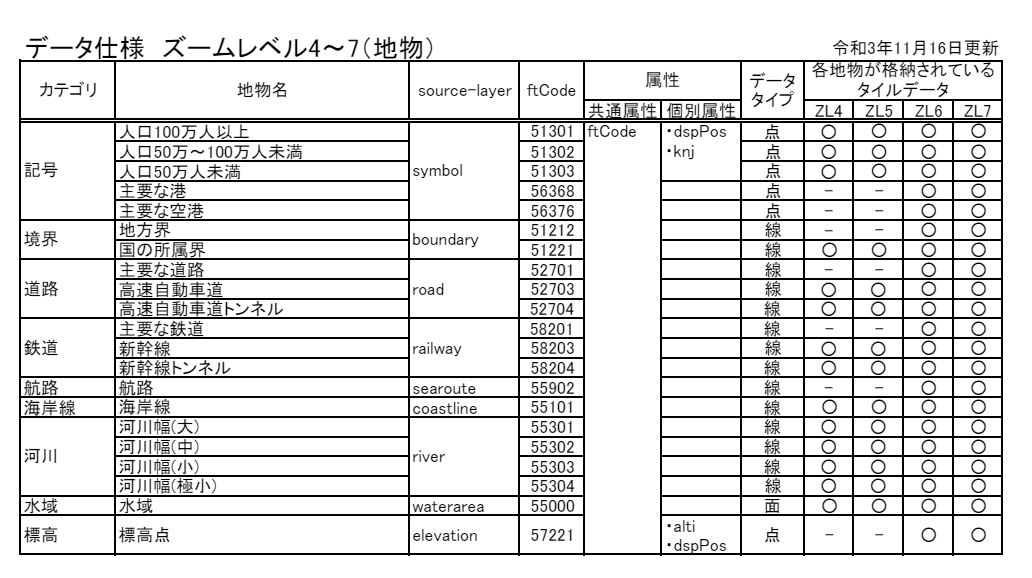 データ仕様 ズームレベル4～7(地物)
令和3年11月16日更新
カテゴリ 地物名 source-layer ftCode 属性 データタイプ 各地物が格納されているタイルデータ
共通属性 個別属性 ZL4 ZL5 ZL6 ZL7
記号 人口100万人以上 symbol 51301 ftCode ・dspPos 点 〇 〇 〇 〇
人口50万～100万人未満 51302 ・knj 点 〇 〇 〇 〇
人口50万人未満 51303 点 〇 〇 〇 〇
主要な港 56368 点 - - 〇 〇
主要な空港 56376 点 - - 〇 〇
境界 地方界 boundary 51212 線 - - 〇 〇
国の所属界 51221 線 〇 〇 〇 〇
道路 主要な道路 road 52701 線 - - 〇 〇
高速自動車道 52703 線 〇 〇 〇 〇
高速自動車道トンネル 52704 線 〇 〇 〇 〇
鉄道 主要な鉄道 railway 58201 線 - - 〇 〇
新幹線 58203 線 〇 〇 〇 〇
新幹線トンネル 58204 線 〇 〇 〇 〇
航路 航路 searoute 55902 線 - - 〇 〇
海岸線 海岸線 coastline 55101 線 〇 〇 〇 〇
河川 河川幅(大) river 55301 線 〇 〇 〇 〇
河川幅(中) 55302 線 〇 〇 〇 〇
河川幅(小) 55303 線 〇 〇 〇 〇
河川幅(極小) 55304 線 〇 〇 〇 〇
水域 水域 waterarea 55000 面 〇 〇 〇 〇
標高 標高点 elevation 57221 ・alti 点 - - 〇 〇
・dspPos